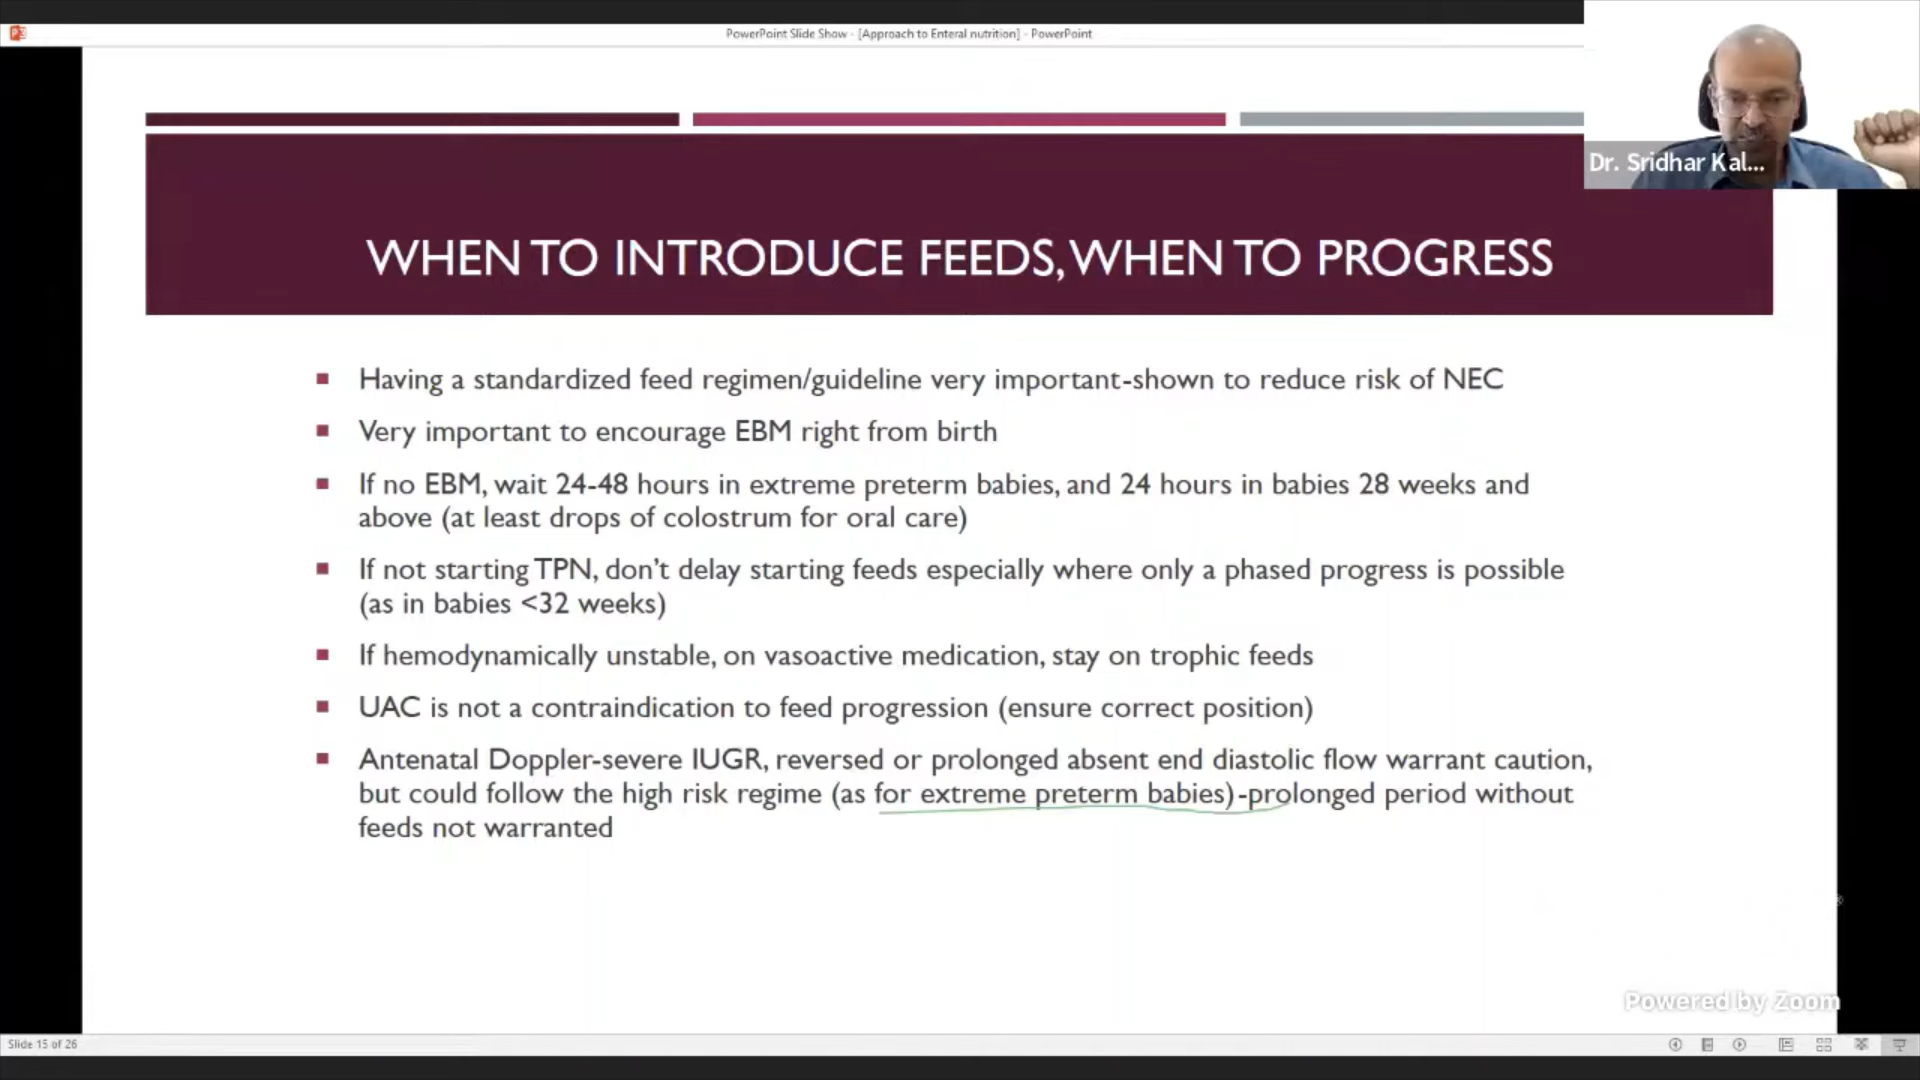 PowerPoint Slide Show - [Approach to Enteral nutrition] - PowerPoint
Dr. Sridhar Kal...
WHEN TO INTRODUCE FEEDS, WHEN TO PROGRESS
Having a standardized feed regimen/guideline very important-shown to reduce risk of NEC
Very important to encourage EBM right from birth
If no EBM, wait 24-48 hours in extreme preterm babies, and 24 hours in babies 28 weeks and
above (at least drops of colostrum for oral care)
If not starting TPN, don't delay starting feeds especially where only a phased progress is possible
(as in babies <32 weeks)
If hemodynamically unstable, on vasoactive medication, stay on trophic feeds
UAC is not a contraindication to feed progression (ensure correct position)
Antenatal Doppler-severe IUGR, reversed or prolonged absent end diastolic flow warrant caution,
but could follow the high risk regime (as for extreme preterm babies)-prolonged period without
feeds not warranted
Powered by Zoom
Slide 15 of 26